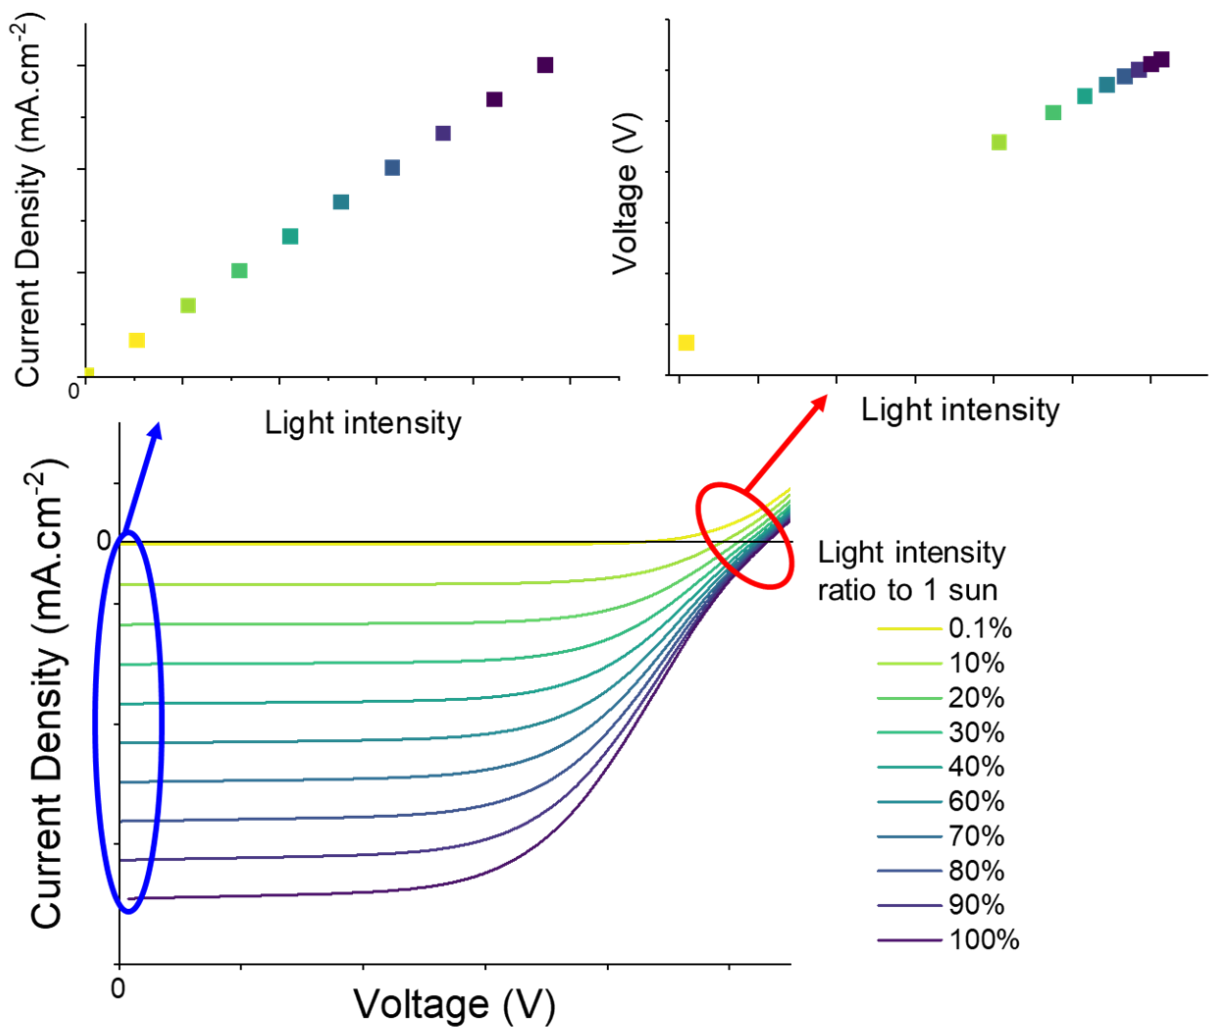 Current Density (mA.cm-2)
0
Light intensity
Voltage (V)
Light intensity
Current Density (mA.cm-2)
0
0
Voltage (V)
Light intensity
ratio to 1 sun
0.1%
10%
20%
30%
40%
60%
70%
80%
90%
100%